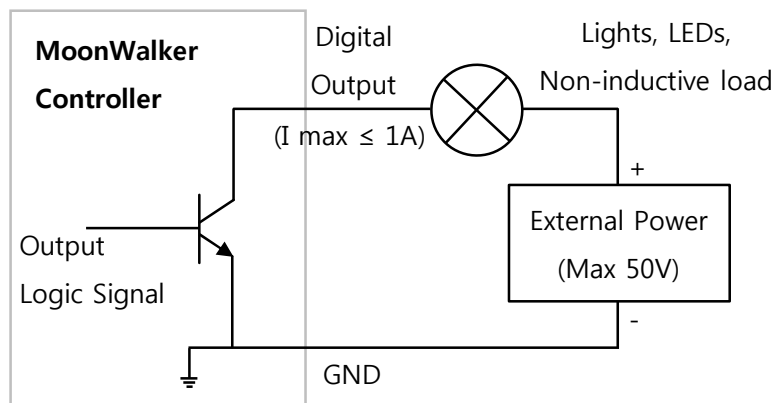 MoonWalker
Controller
Digital
Output
(I max ≤ 1A)
Lights, LEDs,
Non-inductive load
+
External Power
(Max 50V)
-
Output
Logic Signal
GND